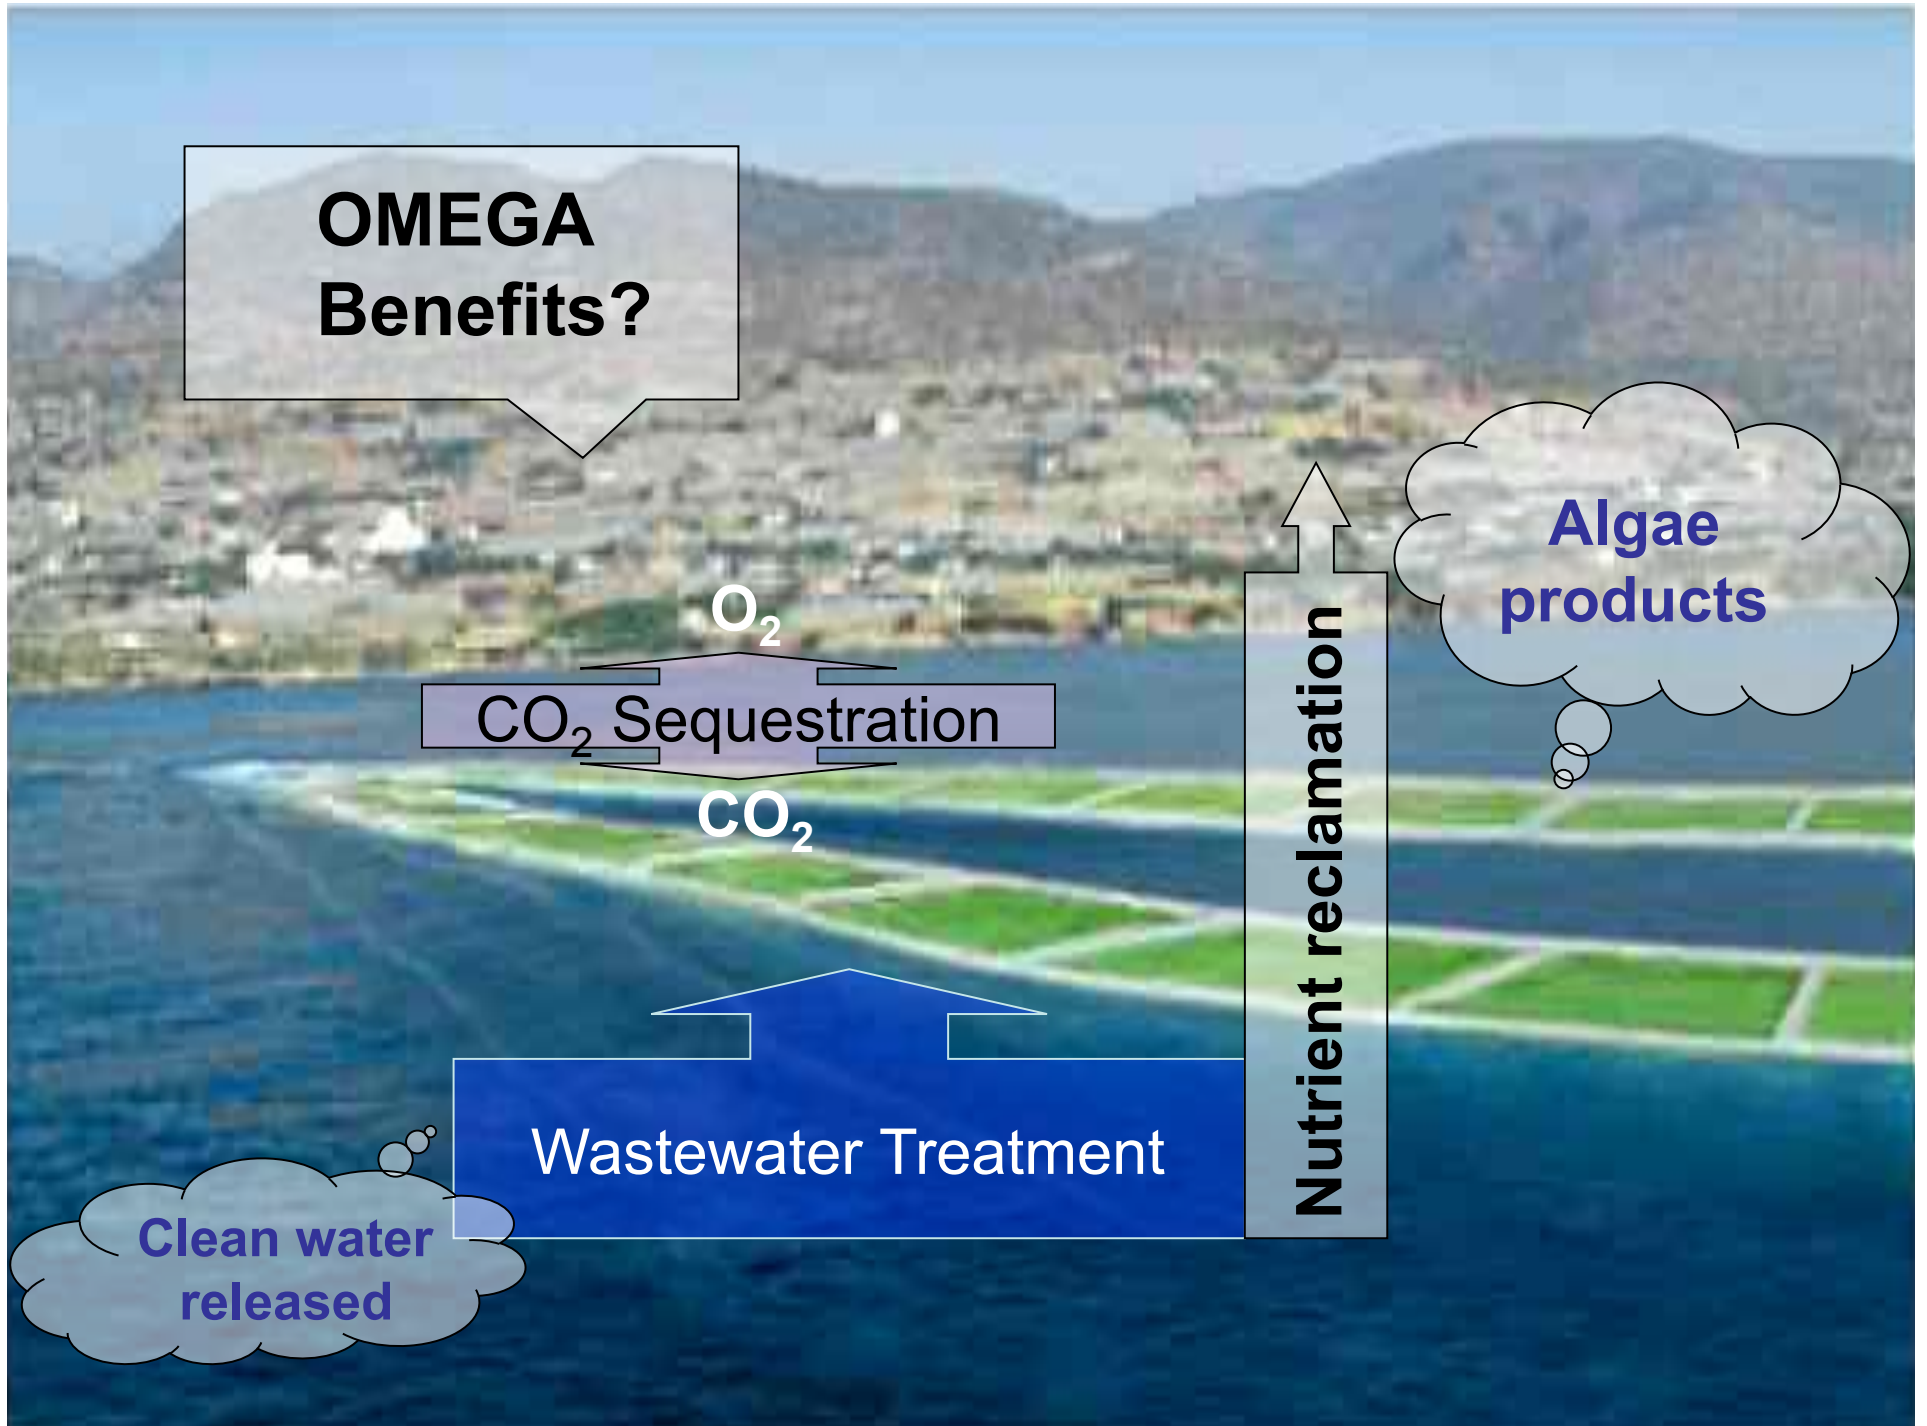 OMEGA
Benefits?
Algae
products
O₂
CO₂ Sequestration
CO₂
Nutrient reclamation
Wastewater Treatment
Clean water
released